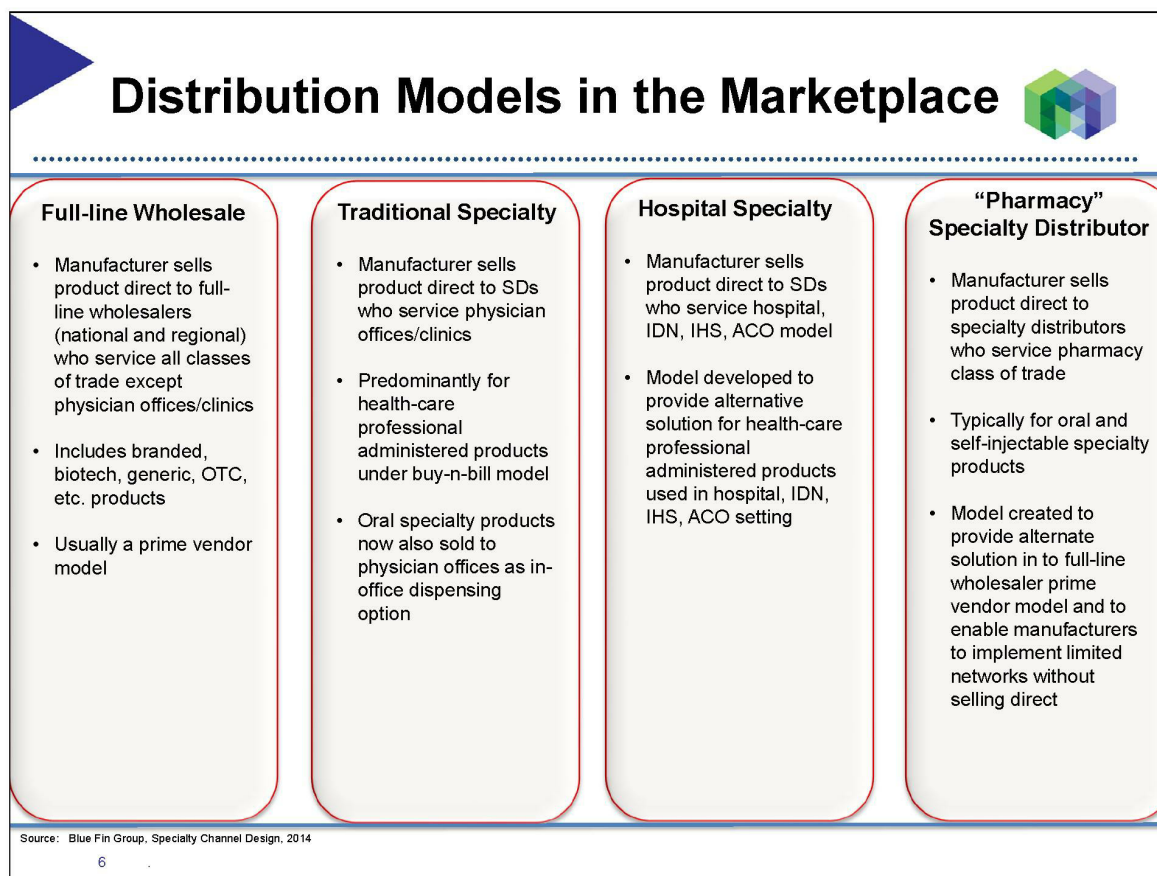 Distribution Models in the Marketplace
Full-line Wholesale
• Manufacturer sells
product direct to full-
line wholesalers
(national and regional)
who service all classes
of trade except
physician offices/clinics
• Includes branded,
biotech, generic, OTC,
etc. products
• Usually a prime vendor
model
Traditional Specialty
• Manufacturer sells
product direct to SDs
who service physician
offices/clinics
• Predominantly for
health-care
professional
administered products
under buy-n-bill model
• Oral specialty products
now also sold to
physician offices as in-
office dispensing
option
Hospital Specialty
• Manufacturer sells
product direct to SDs
who service hospital,
IDN, IHS, ACO model
• Model developed to
provide alternative
solution for health-care
professional
administered products
used in hospital, IDN,
IHS, ACO setting
“Pharmacy”
Specialty Distributor
• Manufacturer sells
product direct to
specialty distributors
who service pharmacy
class of trade
• Typically for oral and
self-injectable specialty
products
• Model created to
provide alternate
solution in to full-line
wholesaler prime
vendor model and to
enable manufacturers
to implement limited
networks without
selling direct
Source: Blue Fin Group, Specialty Channel Design, 2014
6 .